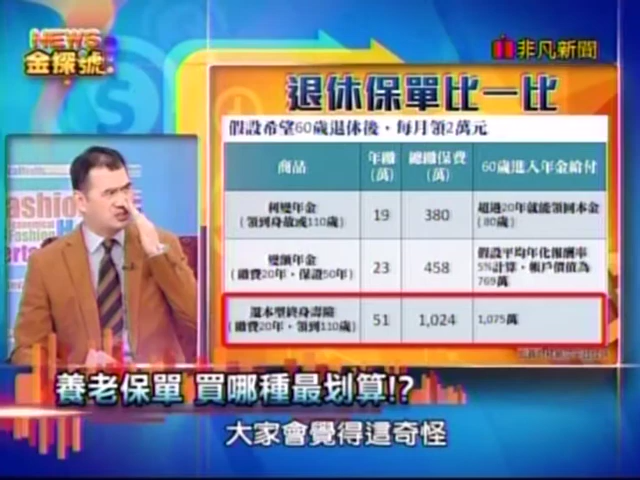 NEWS
金探號
非凡新聞
退休保單比一比
假設希望60歲退休後，每月領2萬元
商品 年繳(萬) 總繳保費(萬) 60歲進入年金給付
利變年金
(領到身故或110歲) 19 380 超過20年就能領回本金
(80歲)
變額年金
(繳費20年、保證50年) 23 458 假設平均年化報酬率
5%計算，帳戶價值為
769萬
還本型終身壽險
(繳費20年、領到110歲) 51 1,024 1,075萬
Fashion
Fashion
養老保單 買哪種最划算!?
大家會覺得這奇怪